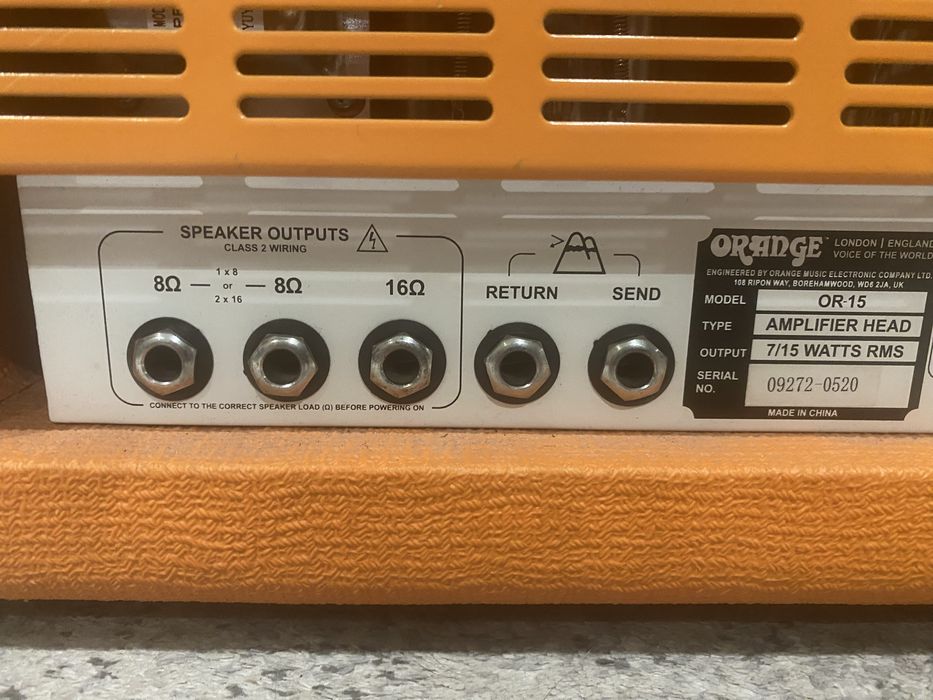 SPEAKER OUTPUTS
CLASS 2 WIRING
8Ω — 1 x 8 or 2 x 16 — 8Ω
16Ω
CONNECT TO THE CORRECT SPEAKER LOAD (Ω) BEFORE POWERING ON
RETURN
SEND
ORANGE
LONDON | ENGLAND
VOICE OF THE WORLD
ENGINEERED BY ORANGE MUSIC ELECTRONIC COMPANY LTD.
108 RIPON WAY, BOREHAMWOOD, WD6 2JA, UK
MODEL OR-15
TYPE AMPLIFIER HEAD
OUTPUT 7/15 WATTS RMS
SERIAL NO. 09272-0520
MADE IN CHINA